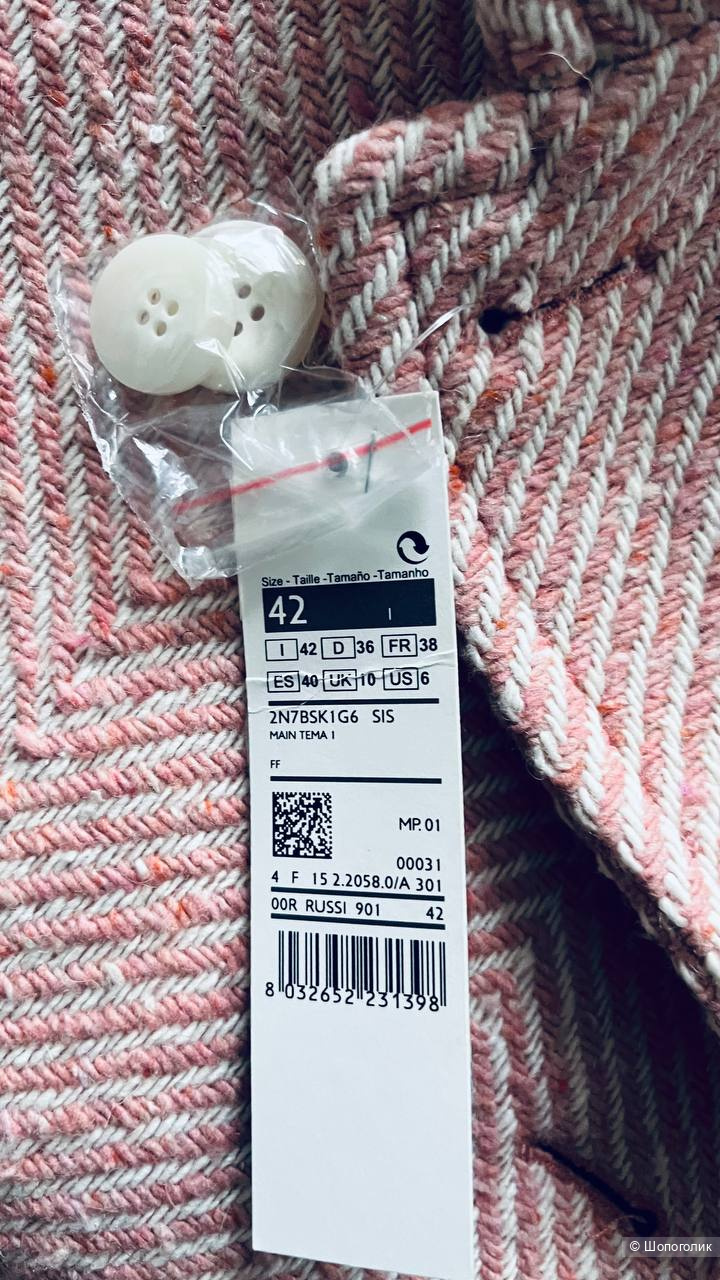 Size - Taille -Tamaño -Tamanho
42 I
I 42 D 36 FR 38
ES 40 UK 10 US 6
2N7BSK1G6 SIS
MAIN TEMA 1
FF
MP. 01
00031
4 F 15 2.2058.0/A 301
00R RUSSI 901 42
8 032652 231398
© Шопоголик